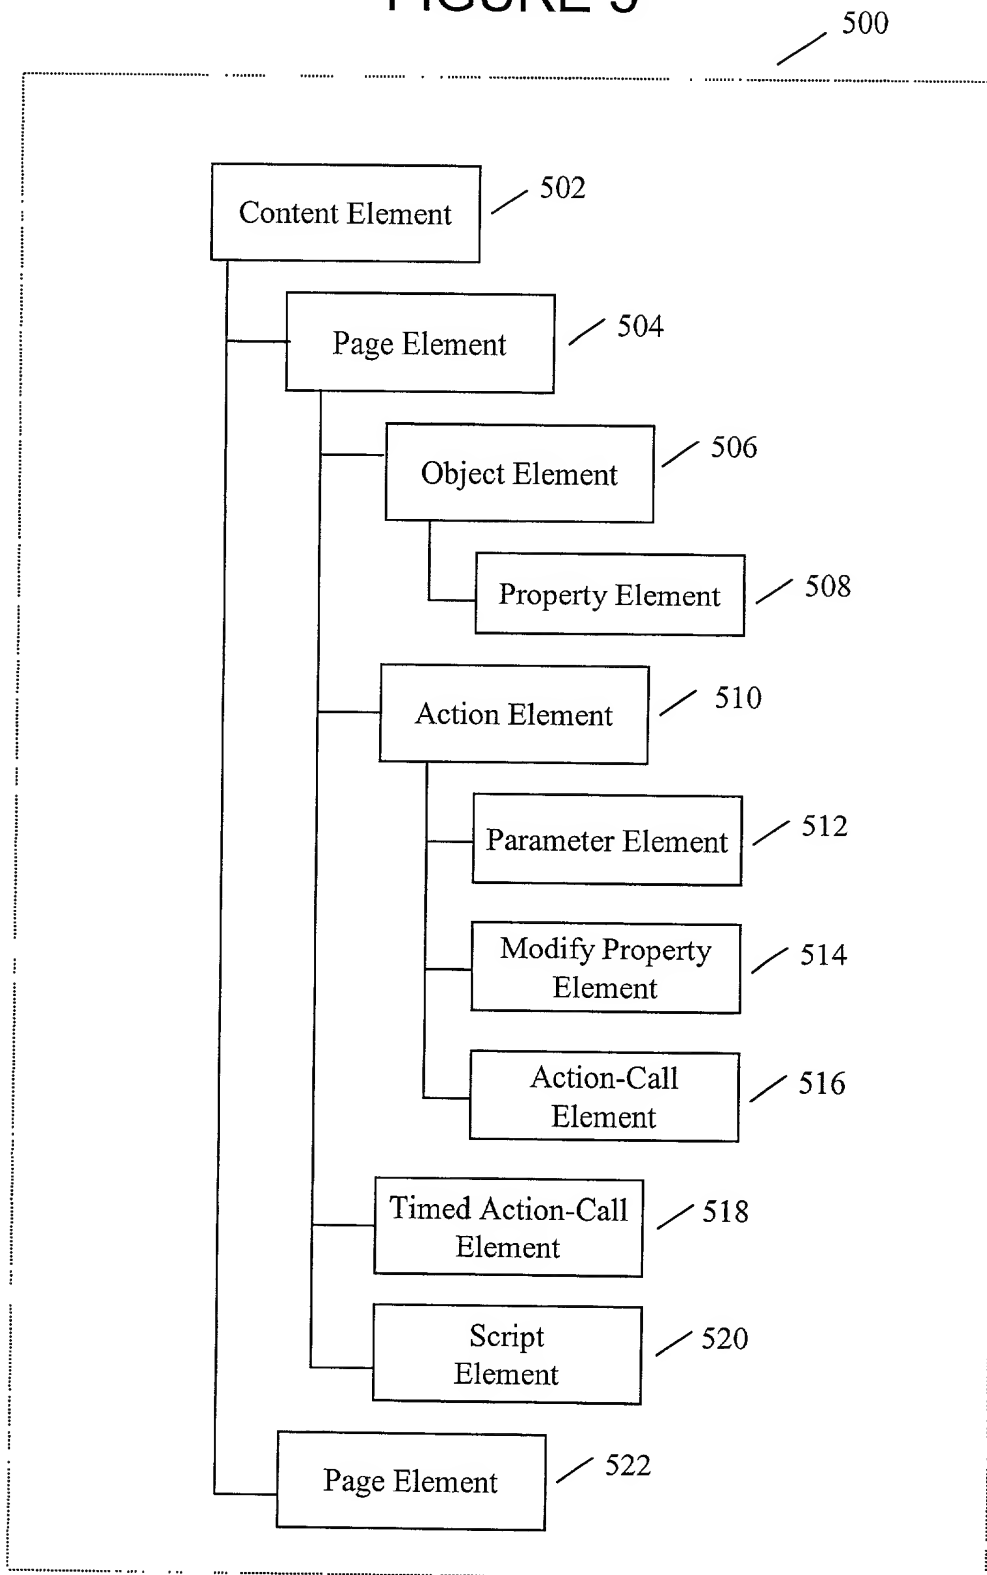 FIGURE 5
500
Content Element
502
Page Element
504
Object Element
506
Property Element
508
Action Element
510
Parameter Element
512
Modify Property
Element
514
Action-Call
Element
516
Timed Action-Call
Element
518
Script
Element
520
Page Element
522